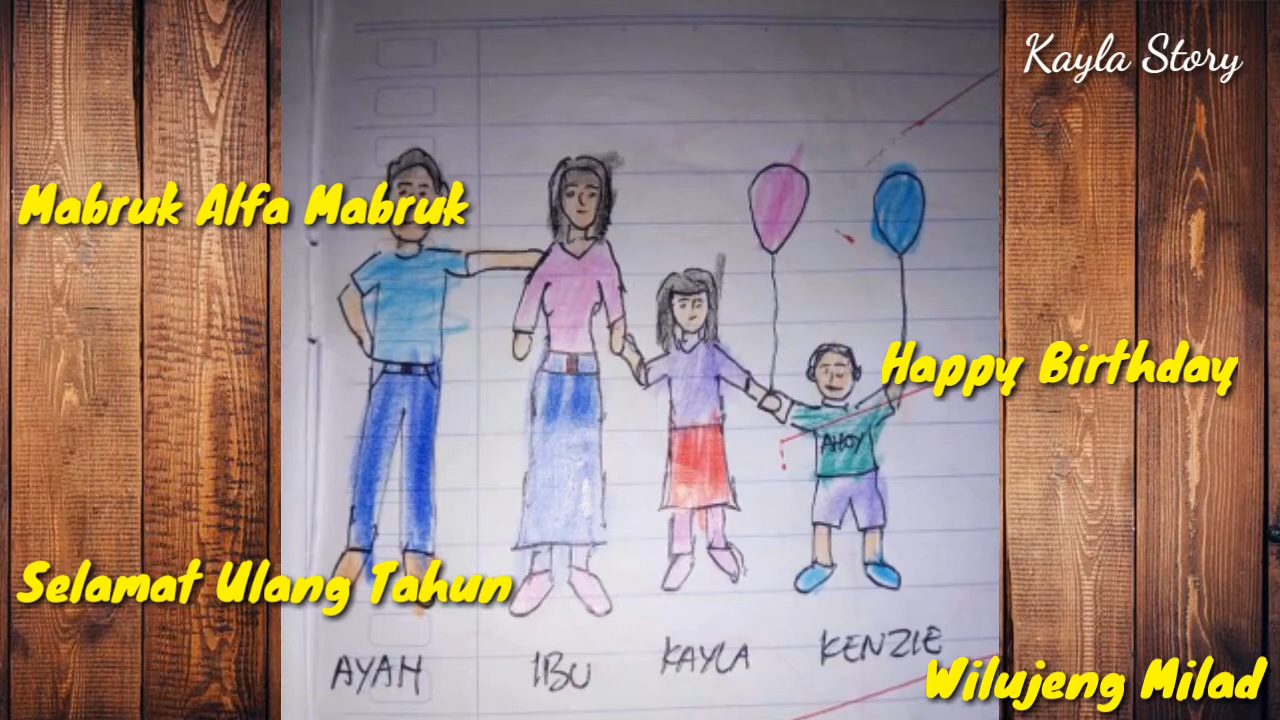 Kayla Story
Mabruk Alfa Mabruk
Happy Birthday
AHOY
Selamat Ulang Tahun
AYAH IBU KAYLA KENZIE
Wilujeng Milad